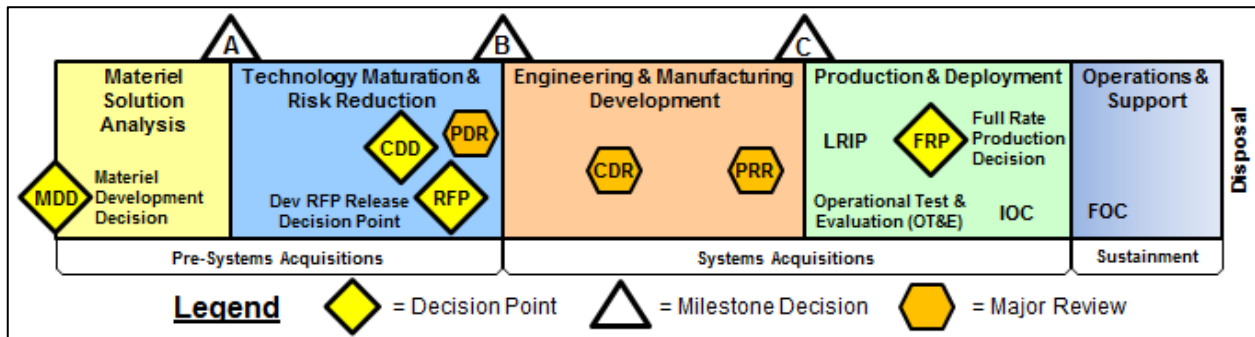 A
B
C
Materiel
Solution
Analysis
MDD
Materiel
Development
Decision
Technology Maturation &
Risk Reduction
CDD
PDR
Dev RFP Release
Decision Point
RFP
Engineering & Manufacturing
Development
CDR
PRR
Production & Deployment
LRIP
FRP
Full Rate
Production
Decision
Operational Test &
Evaluation (OT&E)
IOC
Operations &
Support
FOC
Disposal
Pre-Systems Acquisitions
Systems Acquisitions
Sustainment
Legend
= Decision Point
= Milestone Decision
= Major Review